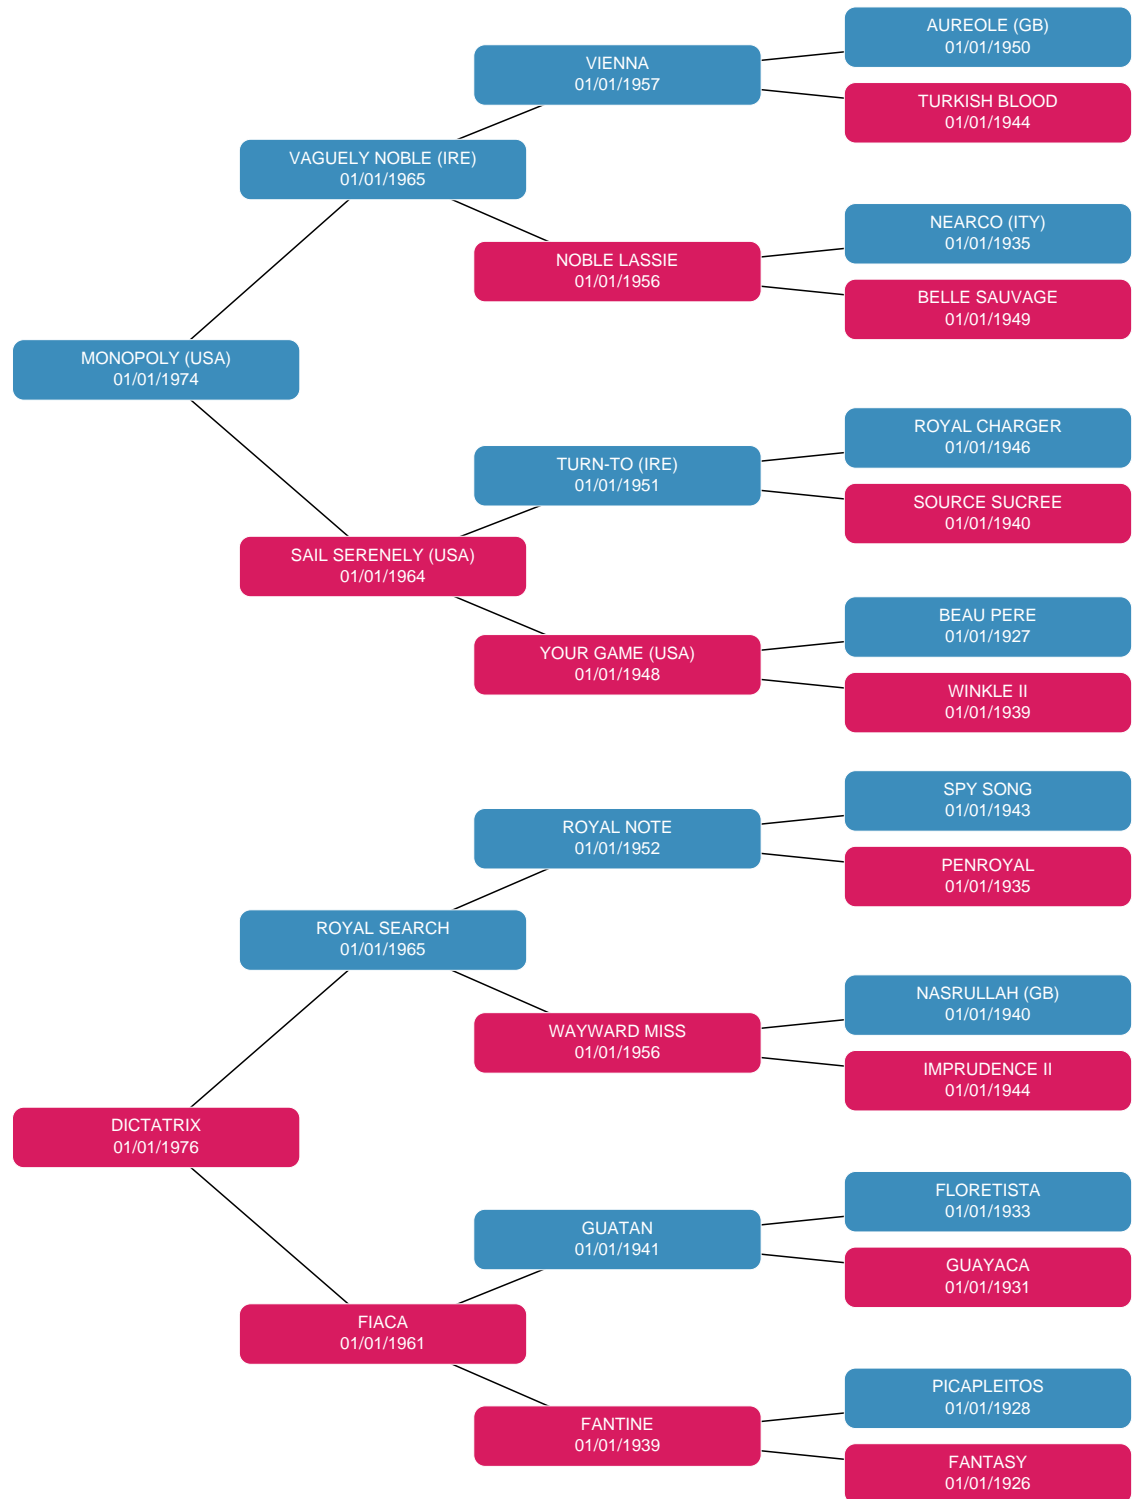 AUREOLE (GB)
01/01/1950
VIENNA
01/01/1957
TURKISH BLOOD
01/01/1944
VAGUELY NOBLE (IRE)
01/01/1965
NEARCO (ITY)
01/01/1935
NOBLE LASSIE
01/01/1956
BELLE SAUVAGE
01/01/1949
MONOPOLY (USA)
01/01/1974
ROYAL CHARGER
01/01/1946
TURN-TO (IRE)
01/01/1951
SOURCE SUCREE
01/01/1940
SAIL SERENELY (USA)
01/01/1964
BEAU PERE
01/01/1927
YOUR GAME (USA)
01/01/1948
WINKLE II
01/01/1939
SPY SONG
01/01/1943
ROYAL NOTE
01/01/1952
PENROYAL
01/01/1935
ROYAL SEARCH
01/01/1965
NASRULLAH (GB)
01/01/1940
WAYWARD MISS
01/01/1956
IMPRUDENCE II
01/01/1944
DICTATRIX
01/01/1976
FLORETISTA
01/01/1933
GUATAN
01/01/1941
GUAYACA
01/01/1931
FIACA
01/01/1961
PICAPLEITOS
01/01/1928
FANTINE
01/01/1939
FANTASY
01/01/1926